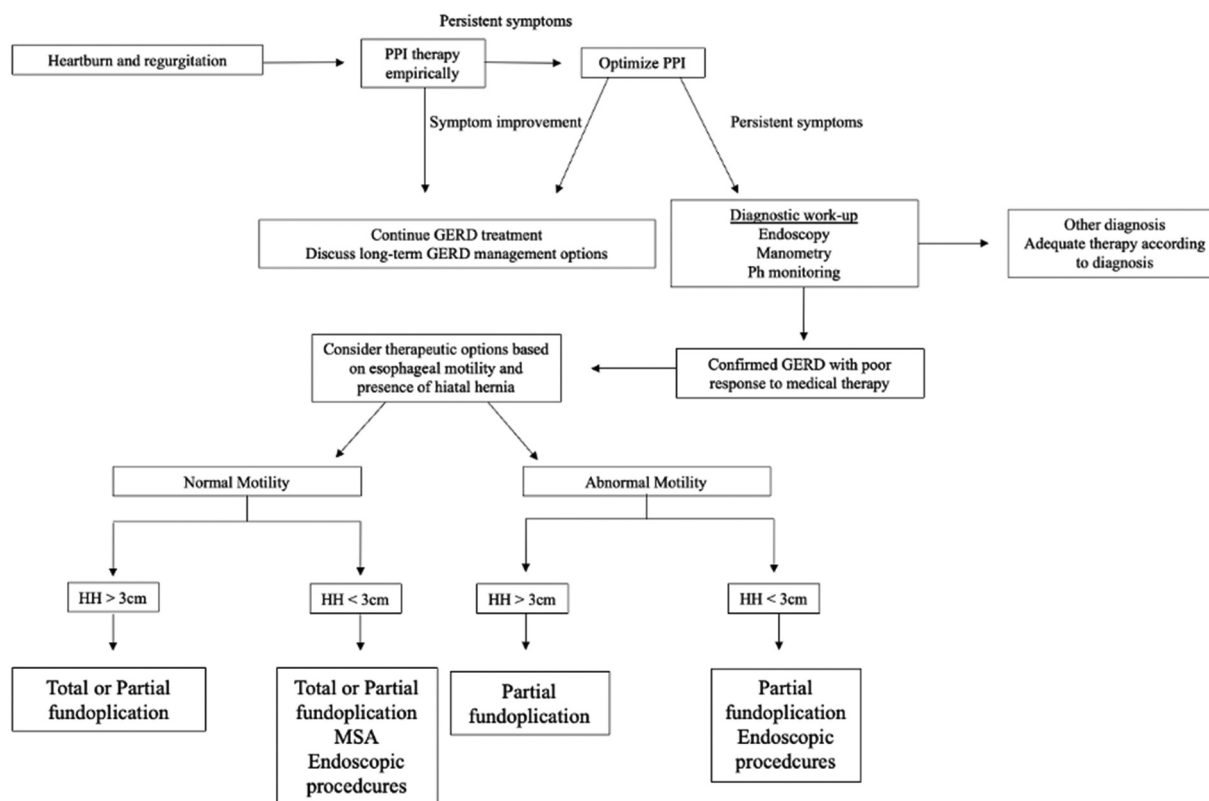 Persistent symptoms
Heartburn and regurgitation
PPI therapy
empirically
Optimize PPI
Symptom improvement
Persistent symptoms
Continue GERD treatment
Discuss long-term GERD management options
Diagnostic work-up
Endoscopy
Manometry
Ph monitoring
Other diagnosis
Adequate therapy according
to diagnosis
Consider therapeutic options based
on esophageal motility and
presence of hiatal hernia
Confirmed GERD with poor
response to medical therapy
Normal Motility
Abnormal Motility
HH > 3cm
HH < 3cm
HH > 3cm
HH < 3cm
Total or Partial
fundoplication
Total or Partial
fundoplication
MSA
Endoscopic
procedcures
Partial
fundoplication
Partial
fundoplication
Endoscopic
procedcures